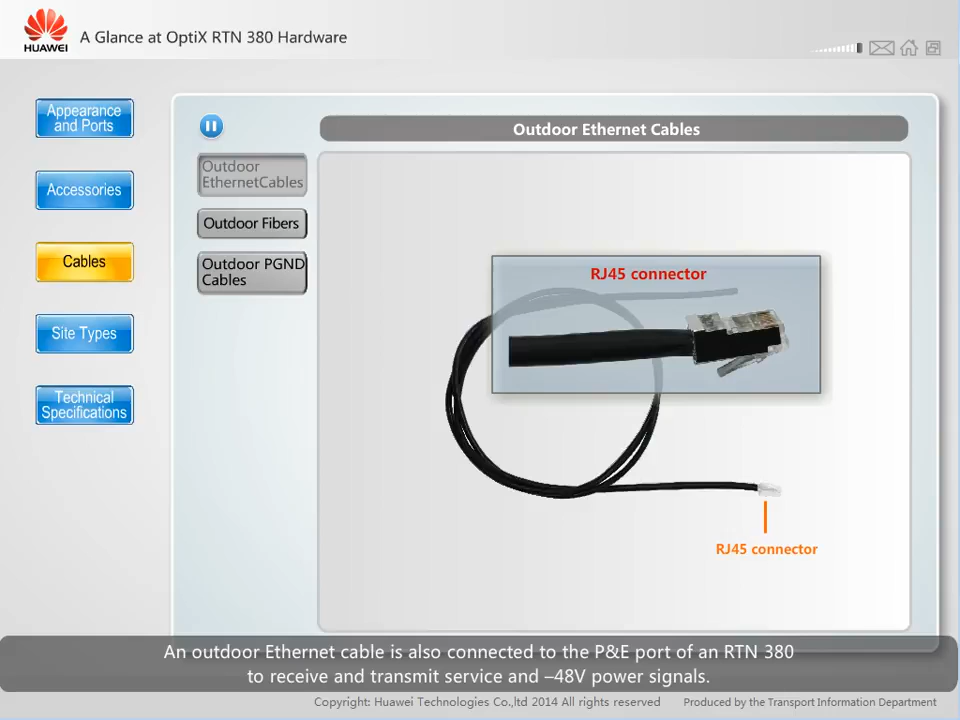 HUAWEI
A Glance at OptiX RTN 380 Hardware
Appearance
and Ports
Accessories
Cables
Site Types
Technical
Specifications
Outdoor Ethernet Cables
Outdoor
EthernetCables
Outdoor Fibers
Outdoor PGND
Cables
RJ45 connector
RJ45 connector
An outdoor Ethernet cable is also connected to the P&E port of an RTN 380
to receive and transmit service and –48V power signals.
Copyright: Huawei Technologies Co.,ltd 2014 All rights reserved
Produced by the Transport Information Department